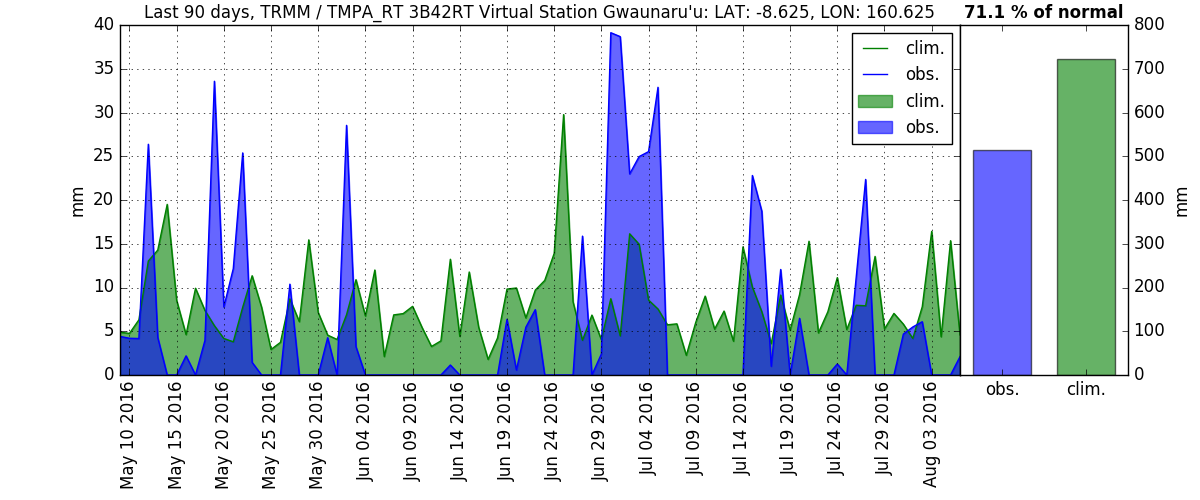 Last 90 days, TRMM / TMPA_RT 3B42RT Virtual Station Gwaunaru'u: LAT: -8.625, LON: 160.625
71.1 % of normal
40
35
30
25
20
15
10
5
0
mm
clim.
obs.
clim.
obs.
800
700
600
500
400
300
200
100
0
mm
May 10 2016
May 15 2016
May 20 2016
May 25 2016
May 30 2016
Jun 04 2016
Jun 09 2016
Jun 14 2016
Jun 19 2016
Jun 24 2016
Jun 29 2016
Jul 04 2016
Jul 09 2016
Jul 14 2016
Jul 19 2016
Jul 24 2016
Jul 29 2016
Aug 03 2016
obs.
clim.